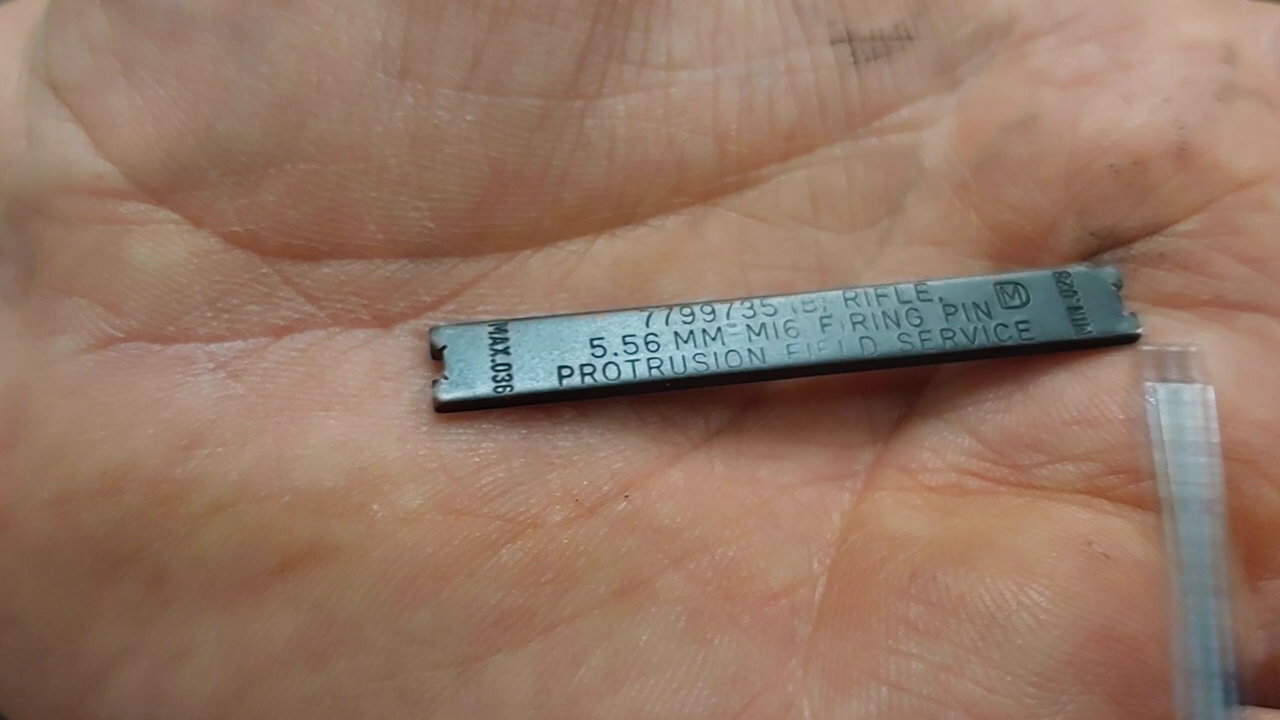 MAX.036
7799735 (B) RIFLE,
5.56 MM-M16 FIRING PIN M
PROTRUSION FIELD SERVICE
MIN.028